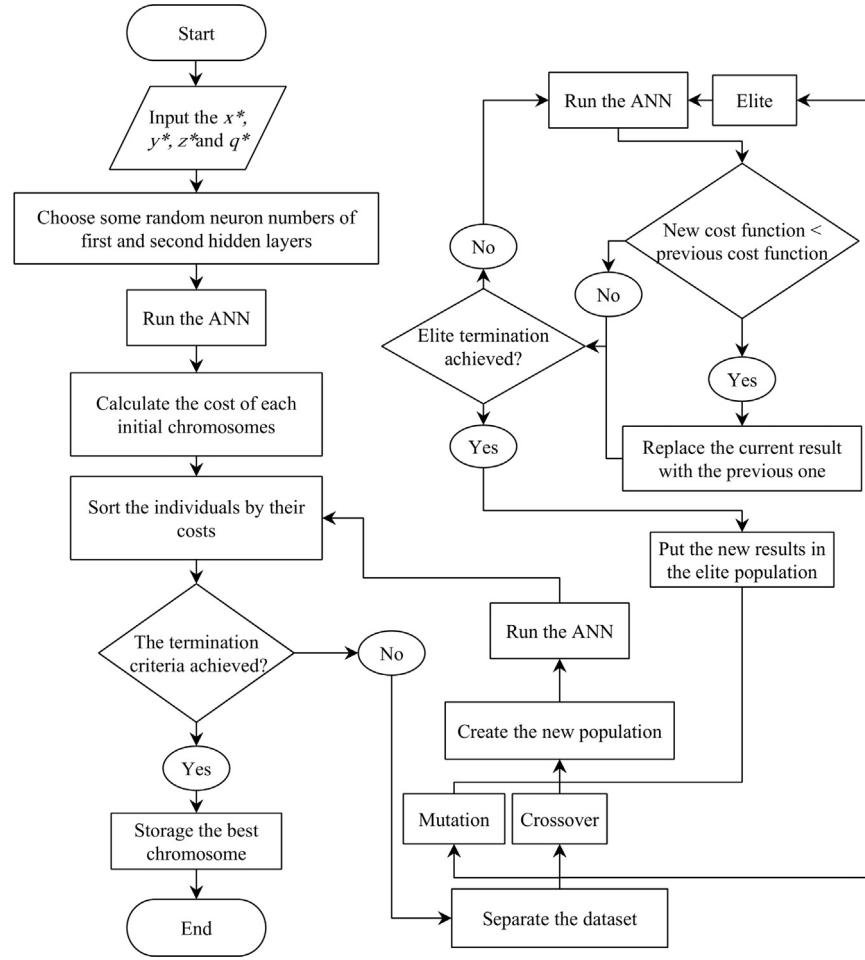 Start
Input the x*,
y*, z*and q*
Choose some random neuron numbers of
first and second hidden layers
Run the ANN
Calculate the cost of each
initial chromosomes
Sort the individuals by their
costs
The termination
criteria achieved?
No
Yes
Storage the best
chromosome
End
Separate the dataset
Mutation
Crossover
Create the new population
Run the ANN
Elite
Run the ANN
New cost function <
previous cost function
No
Yes
Replace the current result
with the previous one
Elite termination
achieved?
No
Yes
Put the new results in
the elite population